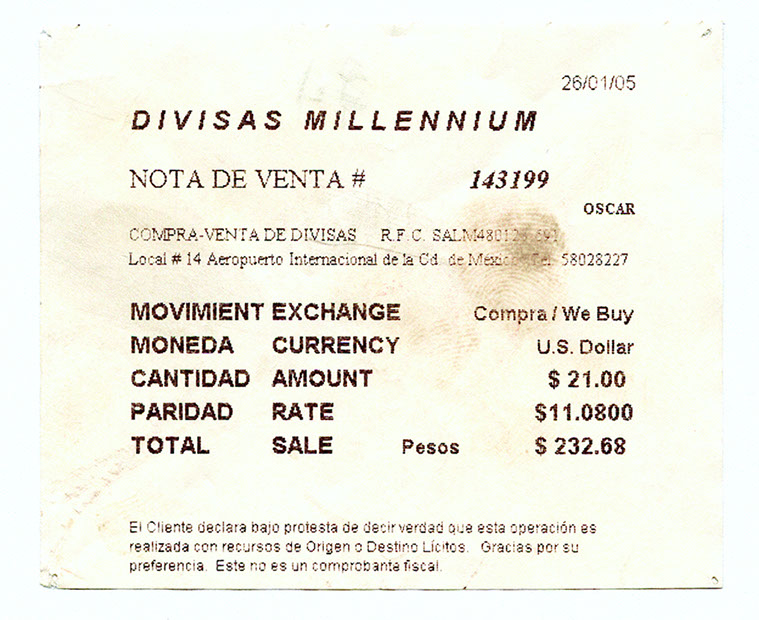 26/01/05
DIVISAS MILLENNIUM
NOTA DE VENTA # 143199
OSCAR
COMPRA-VENTA DE DIVISAS R.F.C.
Local # 14 Aeropuerto Internacional de la Cd. de México Tel. 58028227
MOVIMIENT EXCHANGE Compra / We Buy
MONEDA CURRENCY U.S. Dollar
CANTIDAD AMOUNT $ 21.00
PARIDAD RATE $11.0800
TOTAL SALE Pesos $ 232.68
El Cliente declara bajo protesta de decir verdad que esta operación es
realizada con recursos de Origen o Destino Lícitos. Gracias por su
preferencia. Este no es un comprobante fiscal.